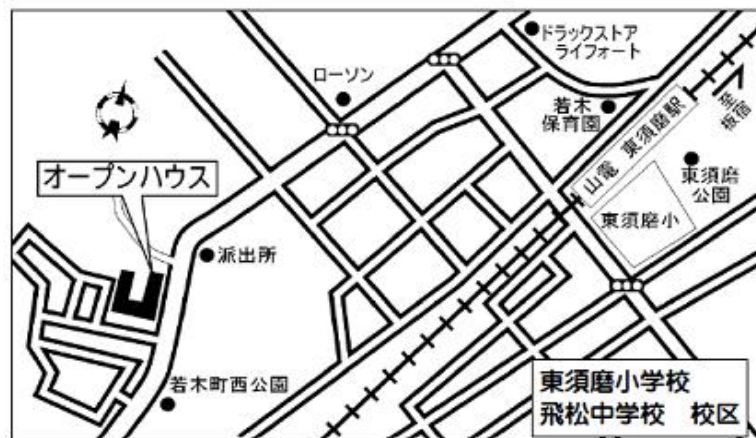 ドラックストア
ライフォート
ローソン
若木
保育園
至板宿
山電 東須磨駅
東須磨
公園
オープンハウス
東須磨小
派出所
若木町西公園
東須磨小学校
飛松中学校 校区